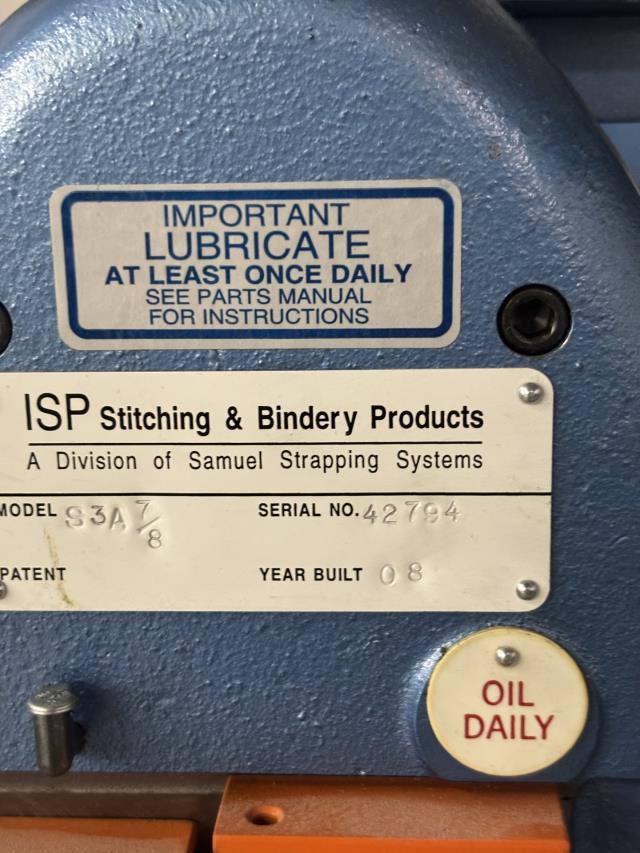 IMPORTANT
LUBRICATE
AT LEAST ONCE DAILY
SEE PARTS MANUAL
FOR INSTRUCTIONS
ISP Stitching & Bindery Products
A Division of Samuel Strapping Systems
MODEL S3A 7/8 SERIAL NO. 42794
PATENT YEAR BUILT 08
OIL
DAILY